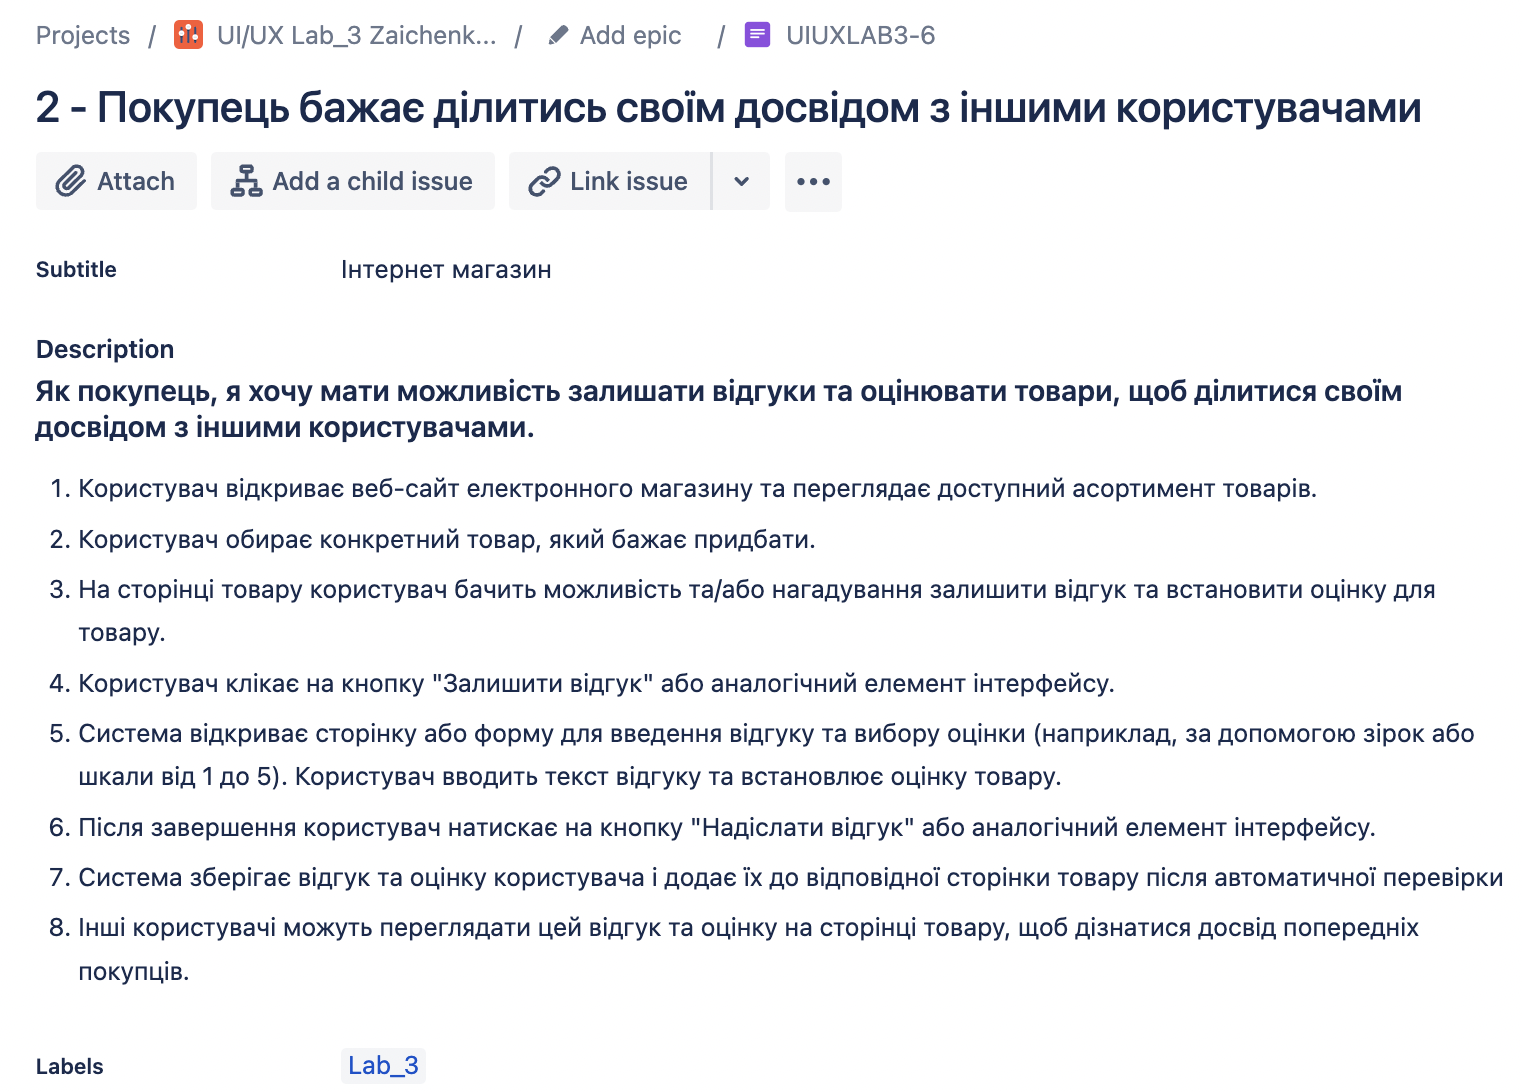 Projects / UI/UX Lab_3 Zaichenk... / Add epic / UIUXLAB3-6
2 - Покупець бажає ділитись своїм досвідом з іншими користувачами
Attach Add a child issue Link issue
Subtitle Інтернет магазин
Description
Як покупець, я хочу мати можливість залишати відгуки та оцінювати товари, щоб ділитися своїм
досвідом з іншими користувачами.
1. Користувач відкриває веб-сайт електронного магазину та переглядає доступний асортимент товарів.
2. Користувач обирає конкретний товар, який бажає придбати.
3. На сторінці товару користувач бачить можливість та/або нагадування залишити відгук та встановити оцінку для
товару.
4. Користувач клікає на кнопку "Залишити відгук" або аналогічний елемент інтерфейсу.
5. Система відкриває сторінку або форму для введення відгуку та вибору оцінки (наприклад, за допомогою зірок або
шкали від 1 до 5). Користувач вводить текст відгуку та встановлює оцінку товару.
6. Після завершення користувач натискає на кнопку "Надіслати відгук" або аналогічний елемент інтерфейсу.
7. Система зберігає відгук та оцінку користувача і додає їх до відповідної сторінки товару після автоматичної перевірки
8. Інші користувачі можуть переглядати цей відгук та оцінку на сторінці товару, щоб дізнатися досвід попередніх
покупців.
Labels Lab_3